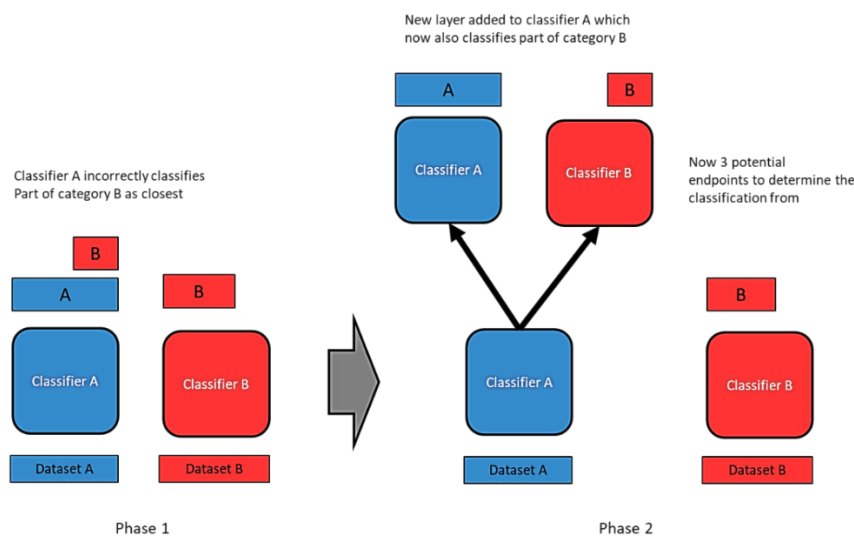 New layer added to classifier A which
now also classifies part of category B
A
B
Classifier A
Classifier B
Now 3 potential
endpoints to determine the
classification from
Classifier A incorrectly classifies
Part of category B as closest
B
A
B
B
Classifier A
Classifier B
Classifier A
Classifier B
Dataset A
Dataset B
Dataset A
Dataset B
Phase 1
Phase 2